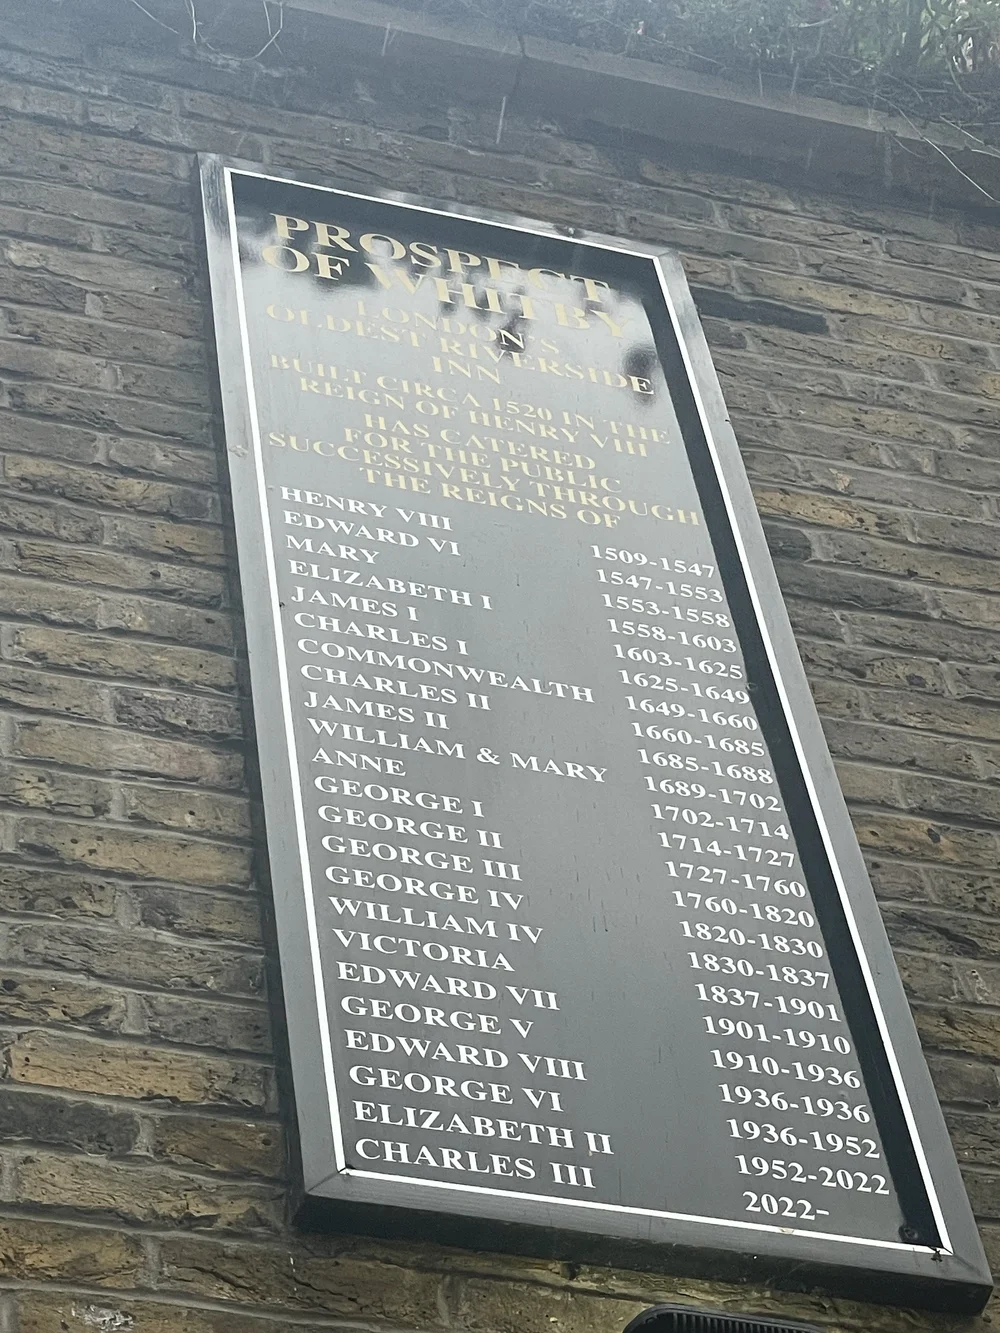 PROSPECT
OF WHITBY
LONDON'S
OLDEST RIVERSIDE
INN
BUILT CIRCA 1520 IN THE
REIGN OF HENRY VIII
HAS CATERED
FOR THE PUBLIC
SUCCESSIVELY THROUGH
THE REIGNS OF
HENRY VIII 1509-1547
EDWARD VI 1547-1553
MARY 1553-1558
ELIZABETH I 1558-1603
JAMES I 1603-1625
CHARLES I 1625-1649
COMMONWEALTH 1649-1660
CHARLES II 1660-1685
JAMES II 1685-1688
WILLIAM & MARY 1689-1702
ANNE 1702-1714
GEORGE I 1714-1727
GEORGE II 1727-1760
GEORGE III 1760-1820
GEORGE IV 1820-1830
WILLIAM IV 1830-1837
VICTORIA 1837-1901
EDWARD VII 1901-1910
GEORGE V 1910-1936
EDWARD VIII 1936-1936
GEORGE VI 1936-1952
ELIZABETH II 1952-2022
CHARLES III 2022-